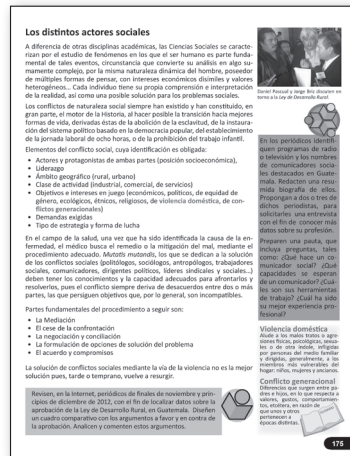 Los distintos actores sociales
A diferencia de otras disciplinas académicas, las Ciencias Sociales se caracte-
rizan por el estudio de fenómenos en los que el ser humano es parte funda-
mental de tales eventos, circunstancia que convierte su análisis en algo su-
mamente complejo, por la misma naturaleza dinámica del hombre, poseedor
de múltiples formas de pensar, con intereses económicos disímiles y valores
heterogéneos... Cada individuo tiene su propia comprensión e interpretación
de la realidad, así como una posible solución para los problemas sociales.
Los conflictos de naturaleza social siempre han existido y han constituido, en
gran parte, el motor de la Historia, al hacer posible la transición hacia mejores
formas de vida, derivadas éstas de la abolición de la esclavitud, de la instaura-
ción del sistema político basado en la democracia popular, del establecimiento
de la jornada laboral de ocho horas, o de la prohibición del trabajo infantil.
Elementos del conflicto social, cuya identificación es obligada:
• Actores y protagonistas de ambas partes (posición socioeconómica),
• Liderazgo
• Ámbito geográfico (rural, urbano)
• Clase de actividad (industrial, comercial, de servicios)
• Objetivos e intereses en juego (económicos, políticos, de equidad de
género, ecológicos, étnicos, religiosos, de violencia doméstica, de con-
flictos generacionales)
• Demandas exigidas
• Tipo de estrategia y forma de lucha
En el campo de la salud, una vez que ha sido identificada la causa de la en-
fermedad, el médico busca el remedio o la mitigación del mal, mediante el
procedimiento adecuado. Mutatis mutandis, los que se dedican a la solución
de los conflictos sociales (politólogos, sociólogos, antropólogos, trabajadores
sociales, comunicadores, dirigentes políticos, líderes sindicales y sociales...)
deben tener los conocimientos y la capacidad adecuados para afrontarlos y
resolverlos, pues el conflicto siempre deriva de desacuerdos entre dos o más
partes, las que persiguen objetivos que, por lo general, son incompatibles.
Partes fundamentales del procedimiento a seguir son:
• La Mediación
• El cese de la confrontación
• La negociación y conciliación
• La formulación de opciones de solución del problema
• El acuerdo y compromisos
La solución de conflictos sociales mediante la vía de la violencia no es la mejor
solución pues, tarde o temprano, vuelve a resurgir.
Revisen, en la Internet, periódicos de finales de noviembre y prin-
cipios de diciembre de 2012, con el fin de localizar datos sobre la
aprobación de la Ley de Desarrollo Rural, en Guatemala. Diseñen
un cuadro comparativo con los argumentos a favor y en contra de
la aprobación. Analicen y comenten estos argumentos.
Daniel Pascual y Jorge Briz discuten en
torno a la Ley de Desarrollo Rural.
En los periódicos identifi-
quen programas de radio
o televisión y los nombres
de comunicadores socia-
les destacados en Guate-
mala. Redacten una resu-
mida biografía de ellos.
Propongan a dos o tres de
dichos periodistas, para
solicitarles una entrevista
con el fin de conocer más
datos sobre su profesión.
Preparen una pauta, que
incluya preguntas, tales
como: ¿Qué hace un co-
municador social? ¿Qué
capacidades se esperan
de un comunicador? ¿Cuá-
les son sus herramientas
de trabajo? ¿Cuál ha sido
su mejor experiencia pro-
fesional?
Violencia doméstica
Alude a los malos tratos o agre-
siones físicas, psicológicas, sexua-
les o de otra índole, infligidas
por personas del medio familiar
y dirigidas, generalmente, a los
miembros más vulnerables del
hogar: niños, mujeres y ancianos.
Conflicto generacional
Diferencias que surgen entre pa-
dres e hijos, en lo que respecta a
valores, gustos, comportamien-
tos, etcétera, en razón de
que unos y otros
pertenecen a
épocas distintas.
175